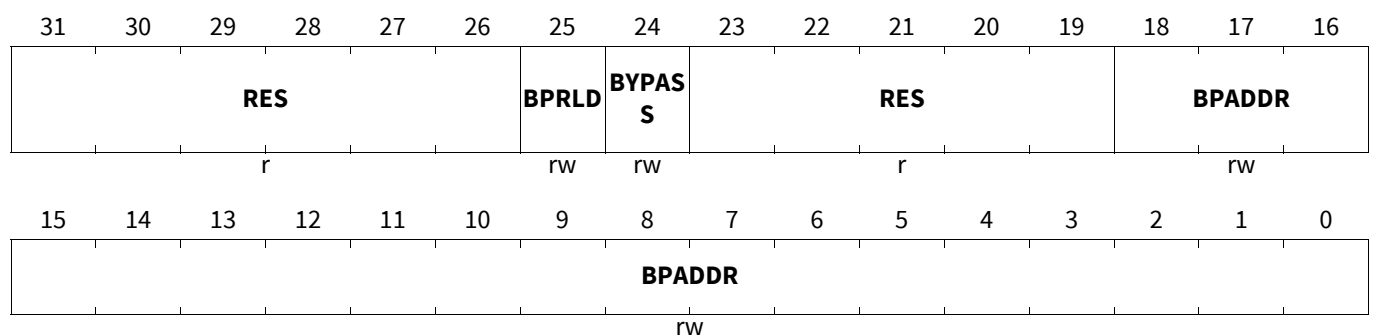 31 30 29 28 27 26 25 24 23 22 21 20 19 18 17 16
RES BPRLD BYPAS RES BPADDR
S
r rw rw r rw
15 14 13 12 11 10 9 8 7 6 5 4 3 2 1 0
BPADDR
rw